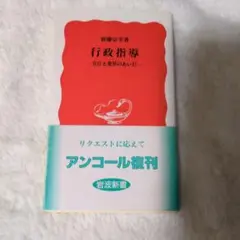 新藤宗幸著
行政指導
―官庁と業界のあいだ―
リクエストに応えて
アンコール復刊
岩波新書